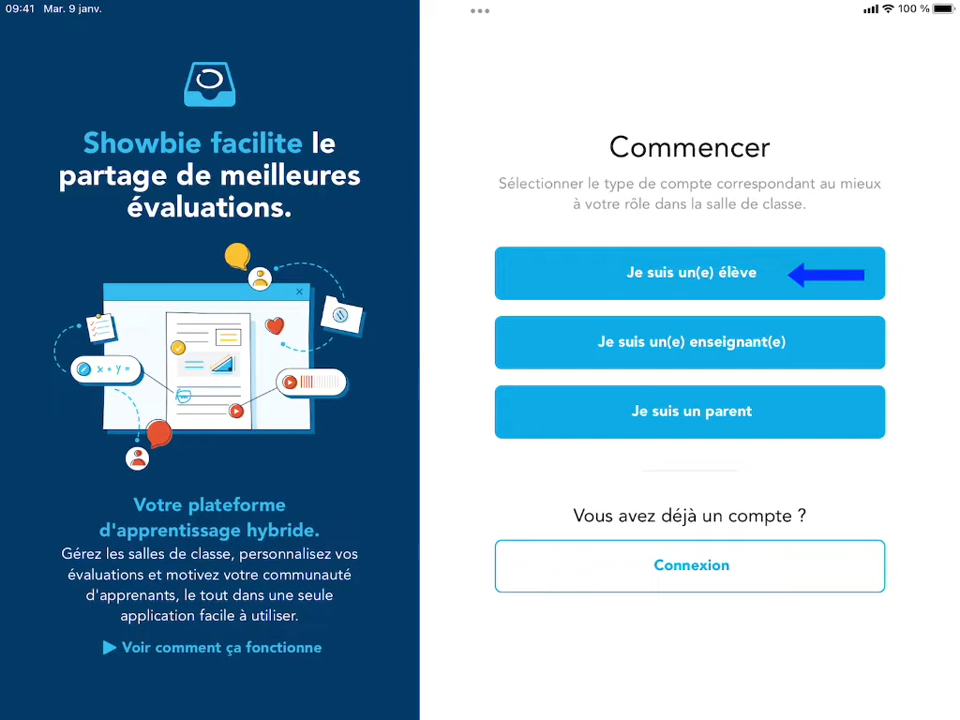 09:41 Mar. 9 janv.
100 %
Showbie facilite le
partage de meilleures
évaluations.
x + y =
Votre plateforme
d'apprentissage hybride.
Gérez les salles de classe, personnalisez vos
évaluations et motivez votre communauté
d'apprenants, le tout dans une seule
application facile à utiliser.
Voir comment ça fonctionne
Commencer
Sélectionner le type de compte correspondant au mieux
à votre rôle dans la salle de classe.
Je suis un(e) élève
Je suis un(e) enseignant(e)
Je suis un parent
Vous avez déjà un compte ?
Connexion